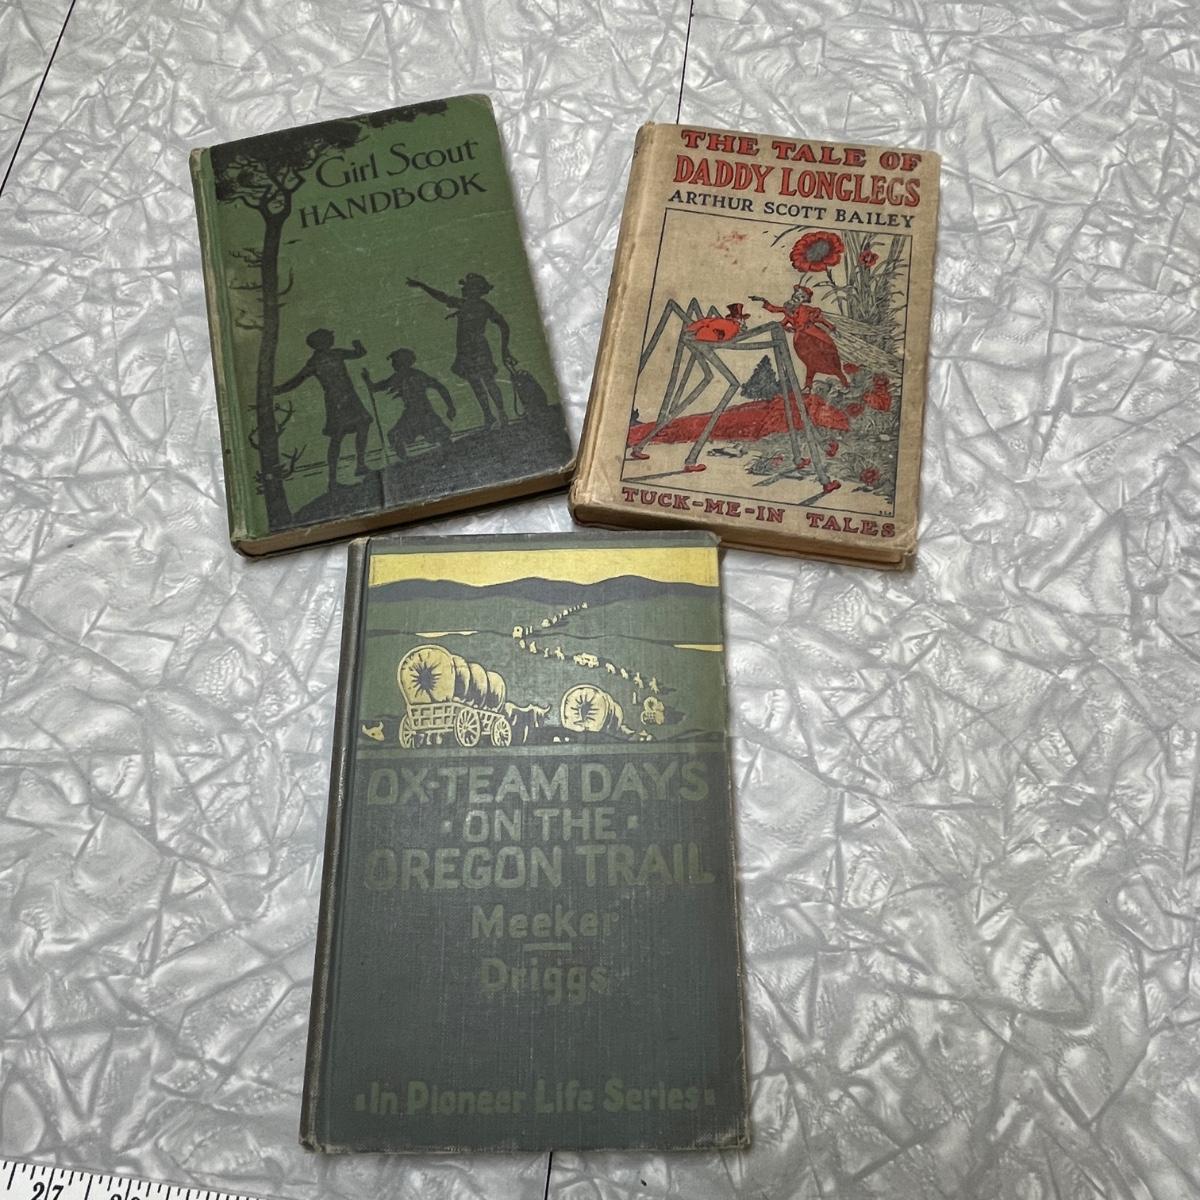 Girl Scout
HANDBOOK
THE TALE OF
DADDY LONGLEGS
ARTHUR SCOTT BAILEY
TUCK-ME-IN TALES
OX-TEAM DAYS
· ON THE ·
OREGON TRAIL
Meeker
Driggs
·In Pioneer Life Series·
27